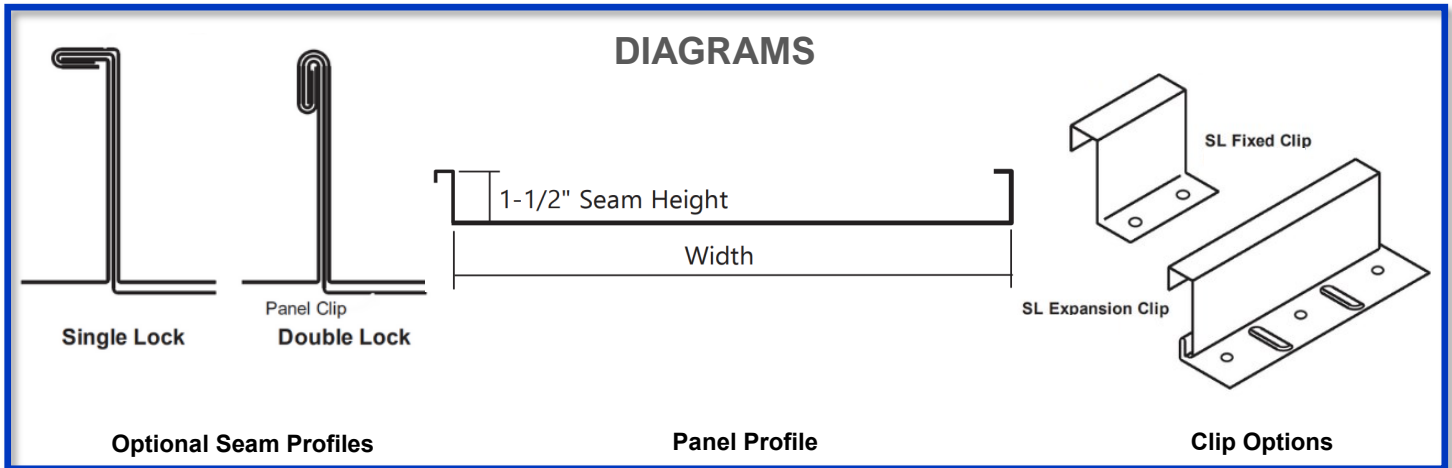 DIAGRAMS
Panel Clip
Single Lock
Double Lock
Optional Seam Profiles
1-1/2" Seam Height
Width
Panel Profile
SL Fixed Clip
SL Expansion Clip
Clip Options